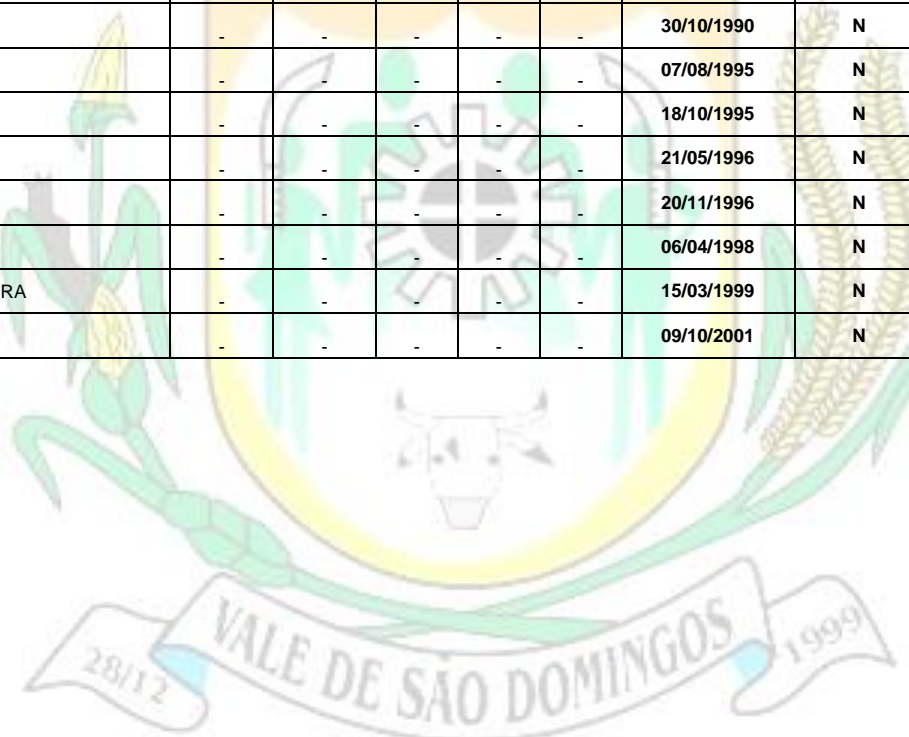 - - - - - 30/10/1990 N
- - - - - 07/08/1995 N
- - - - - 18/10/1995 N
- - - - - 21/05/1996 N
- - - - - 20/11/1996 N
- - - - - 06/04/1998 N
RA - - - - - 15/03/1999 N
- - - - - 09/10/2001 N
28/12 VALE DE SÃO DOMINGOS 1999